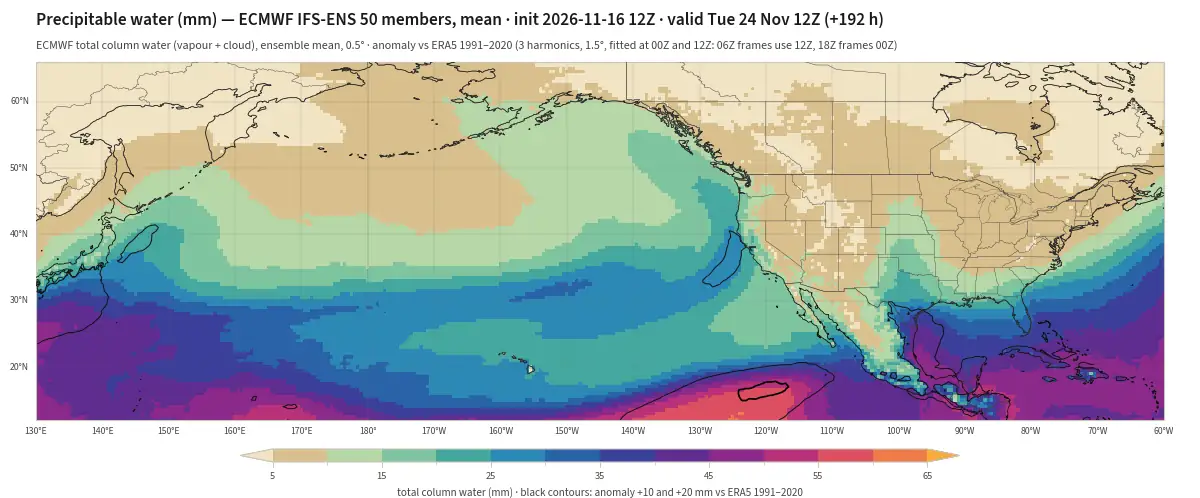 Precipitable water (mm) — ECMWF IFS-ENS 50 members, mean · init 2026-11-16 12Z · valid Tue 24 Nov 12Z (+192 h)
ECMWF total column water (vapour + cloud), ensemble mean, 0.5° · anomaly vs ERA5 1991–2020 (3 harmonics, 1.5°, fitted at 00Z and 12Z: 06Z frames use 12Z, 18Z frames 00Z)
60°N
50°N
40°N
30°N
20°N
130°E 140°E 150°E 160°E 170°E 180° 170°W 160°W 150°W 140°W 130°W 120°W 110°W 100°W 90°W 80°W 70°W 60°W
5 15 25 35 45 55 65
total column water (mm) · black contours: anomaly +10 and +20 mm vs ERA5 1991–2020